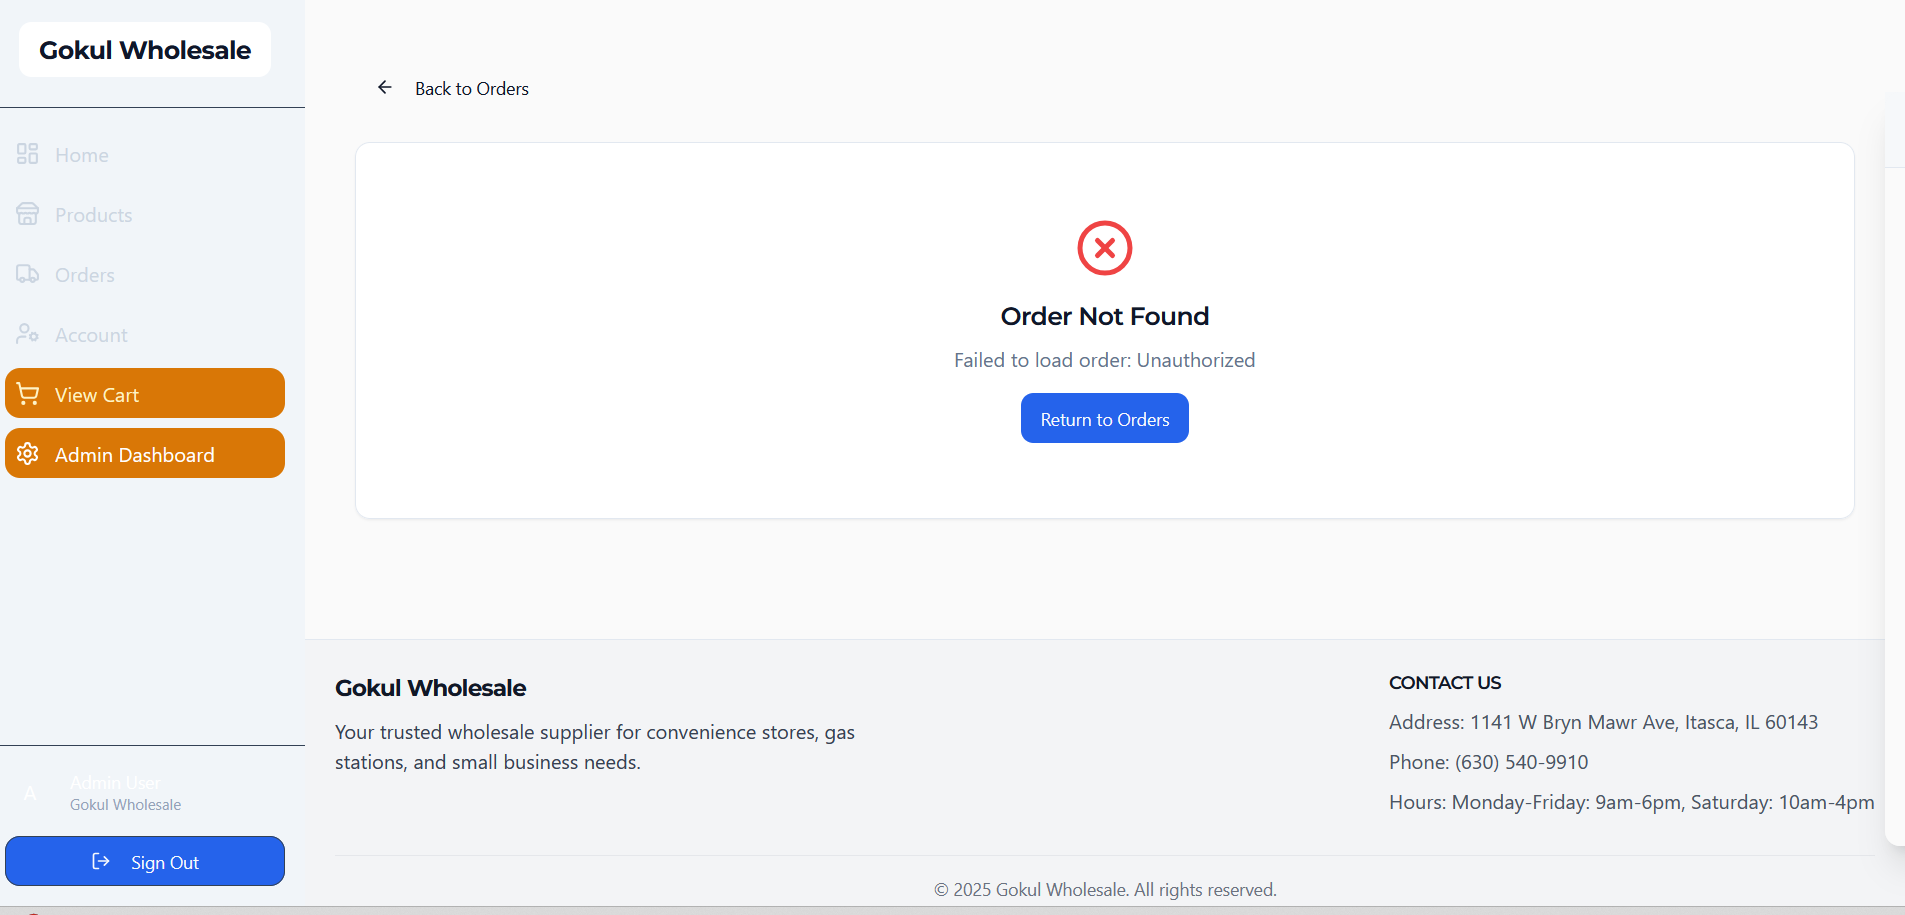 Gokul Wholesale
Home
Products
Orders
Account
View Cart
Admin Dashboard
A
Admin User
Gokul Wholesale
Sign Out
Back to Orders
Order Not Found
Failed to load order: Unauthorized
Return to Orders
Gokul Wholesale
Your trusted wholesale supplier for convenience stores, gas
stations, and small business needs.
CONTACT US
Address: 1141 W Bryn Mawr Ave, Itasca, IL 60143
Phone: (630) 540-9910
Hours: Monday-Friday: 9am-6pm, Saturday: 10am-4pm
© 2025 Gokul Wholesale. All rights reserved.